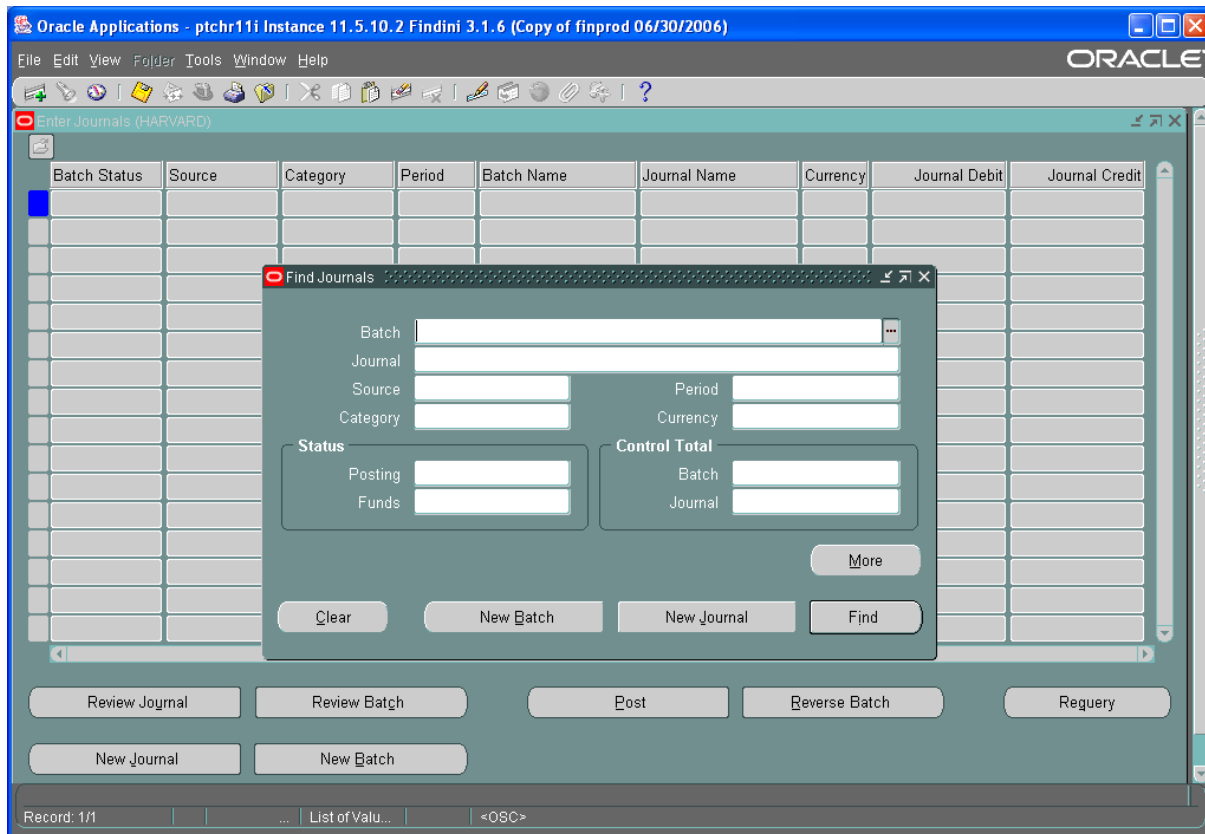 Oracle Applications - ptchr11i Instance 11.5.10.2 Findini 3.1.6 (Copy of finprod 06/30/2006)
File Edit View Folder Tools Window Help
ORACLE
Enter Journals (HARVARD)
Batch Status Source Category Period Batch Name Journal Name Currency Journal Debit Journal Credit
Find Journals
Batch
Journal
Source Period
Category Currency
Status Control Total
Posting Batch
Funds Journal
More
Clear New Batch New Journal Find
Review Journal Review Batch Post Reverse Batch Requery
New Journal New Batch
Record: 1/1 ... List of Valu... <OSC>